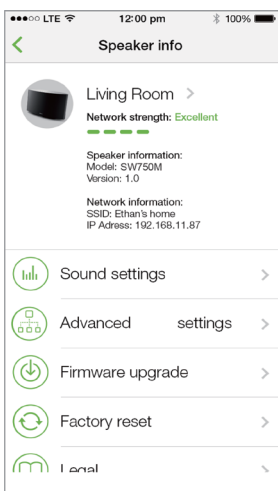 LTE 12:00 pm 100%
Speaker info
Living Room >
Network strength: Excellent
Speaker information:
Model: SW750M
Version: 1.0
Network information:
SSID: Ethan's home
IP Adress: 192.168.11.87
Sound settings >
Advanced settings >
Firmware upgrade >
Factory reset >
Legal >